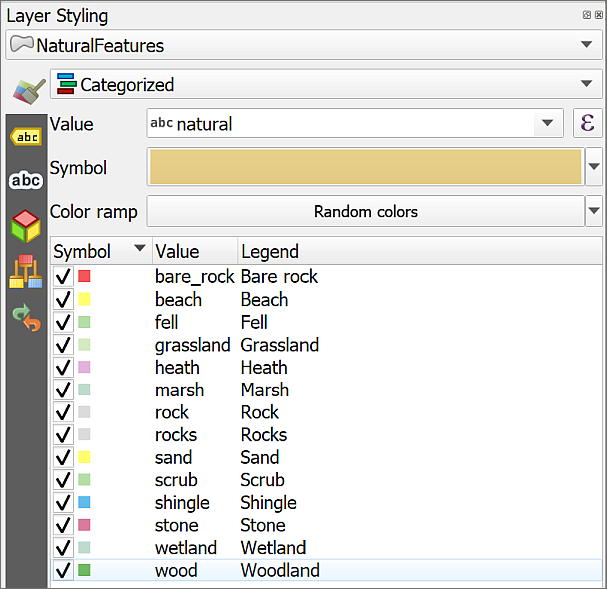 Layer Styling
NaturalFeatures
Categorized
abc
Value abc natural ε
abc
Symbol
Color ramp Random colors
Symbol Value Legend
bare_rock Bare rock
beach Beach
fell Fell
grassland Grassland
heath Heath
marsh Marsh
rock Rock
rocks Rocks
sand Sand
scrub Scrub
shingle Shingle
stone Stone
wetland Wetland
wood Woodland